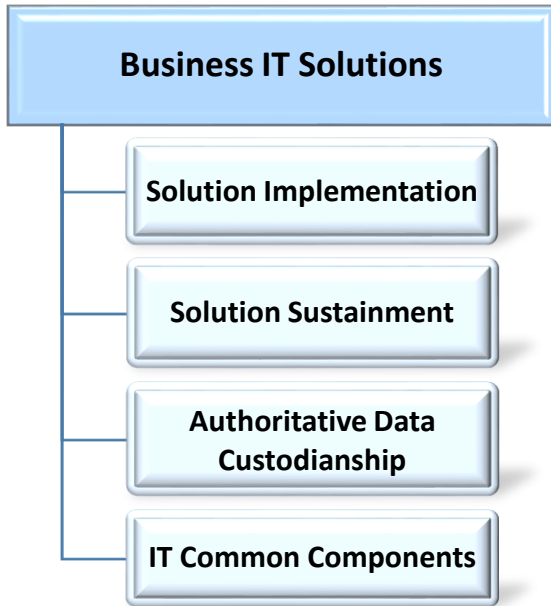 Business IT Solutions
Solution Implementation
Solution Sustainment
Authoritative Data
Custodianship
IT Common Components